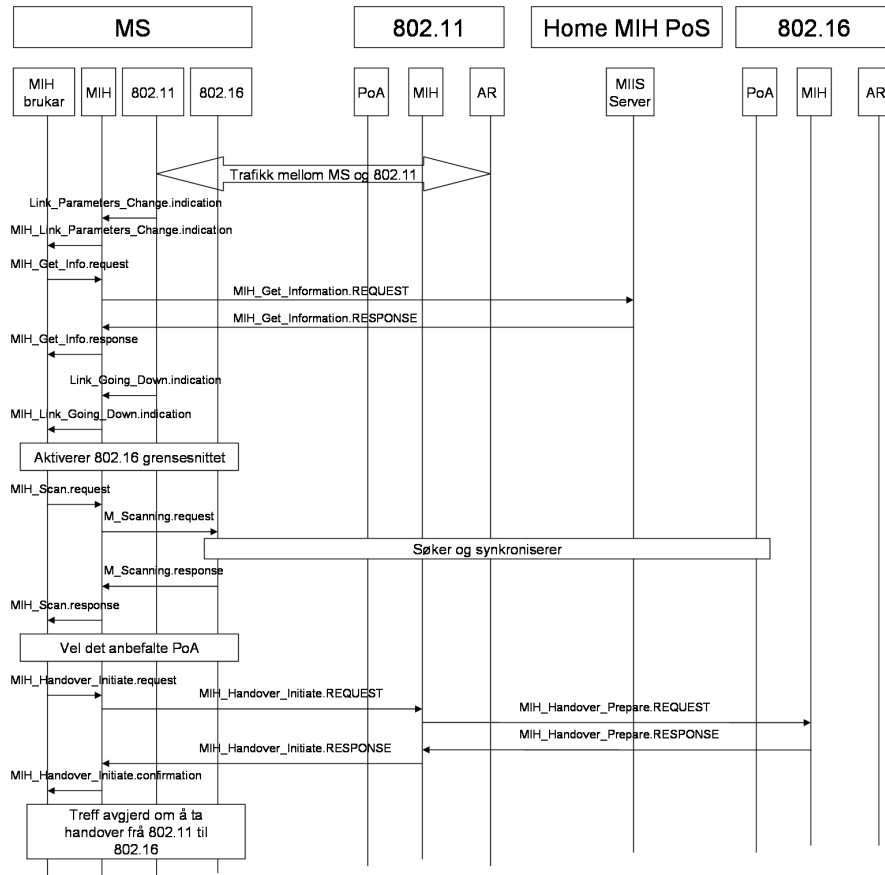 MS
802.11
Home MIH PoS
802.16
MIH
brukar
MIH
802.11
802.16
PoA
MIH
AR
MIIS
Server
PoA
MIH
AR
Trafikk mellom MS og 802.11
Link_Parameters_Change.indication
MIH_Link_Parameters_Change.indication
MIH_Get_Info.request
MIH_Get_Information.REQUEST
MIH_Get_Information.RESPONSE
MIH_Get_Info.response
Link_Going_Down.indication
MIH_Link_Going_Down.indication
Aktiverer 802.16 grensesnittet
MIH_Scan.request
M_Scanning.request
Søker og synkroniserer
M_Scanning.response
MIH_Scan.response
Vel det anbefalte PoA
MIH_Handover_Initiate.request
MIH_Handover_Initiate.REQUEST
MIH_Handover_Prepare.REQUEST
MIH_Handover_Prepare.RESPONSE
MIH_Handover_Initiate.RESPONSE
MIH_Handover_Initiate.confirmation
Treff avgjerd om å ta
handover frå 802.11 til
802.16